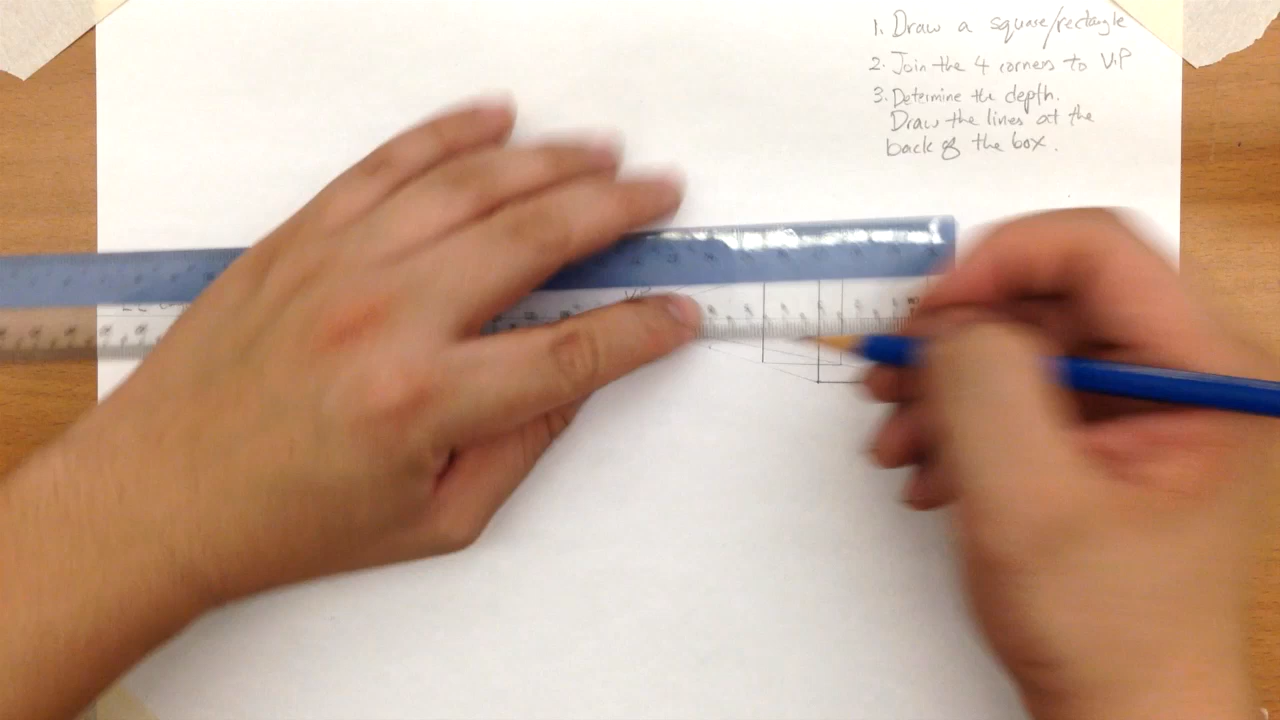 1. Draw a square/rectangle
2. Join the 4 corners to V.P
3. Determine the depth.
Draw the lines at the
back of the box.
V.P